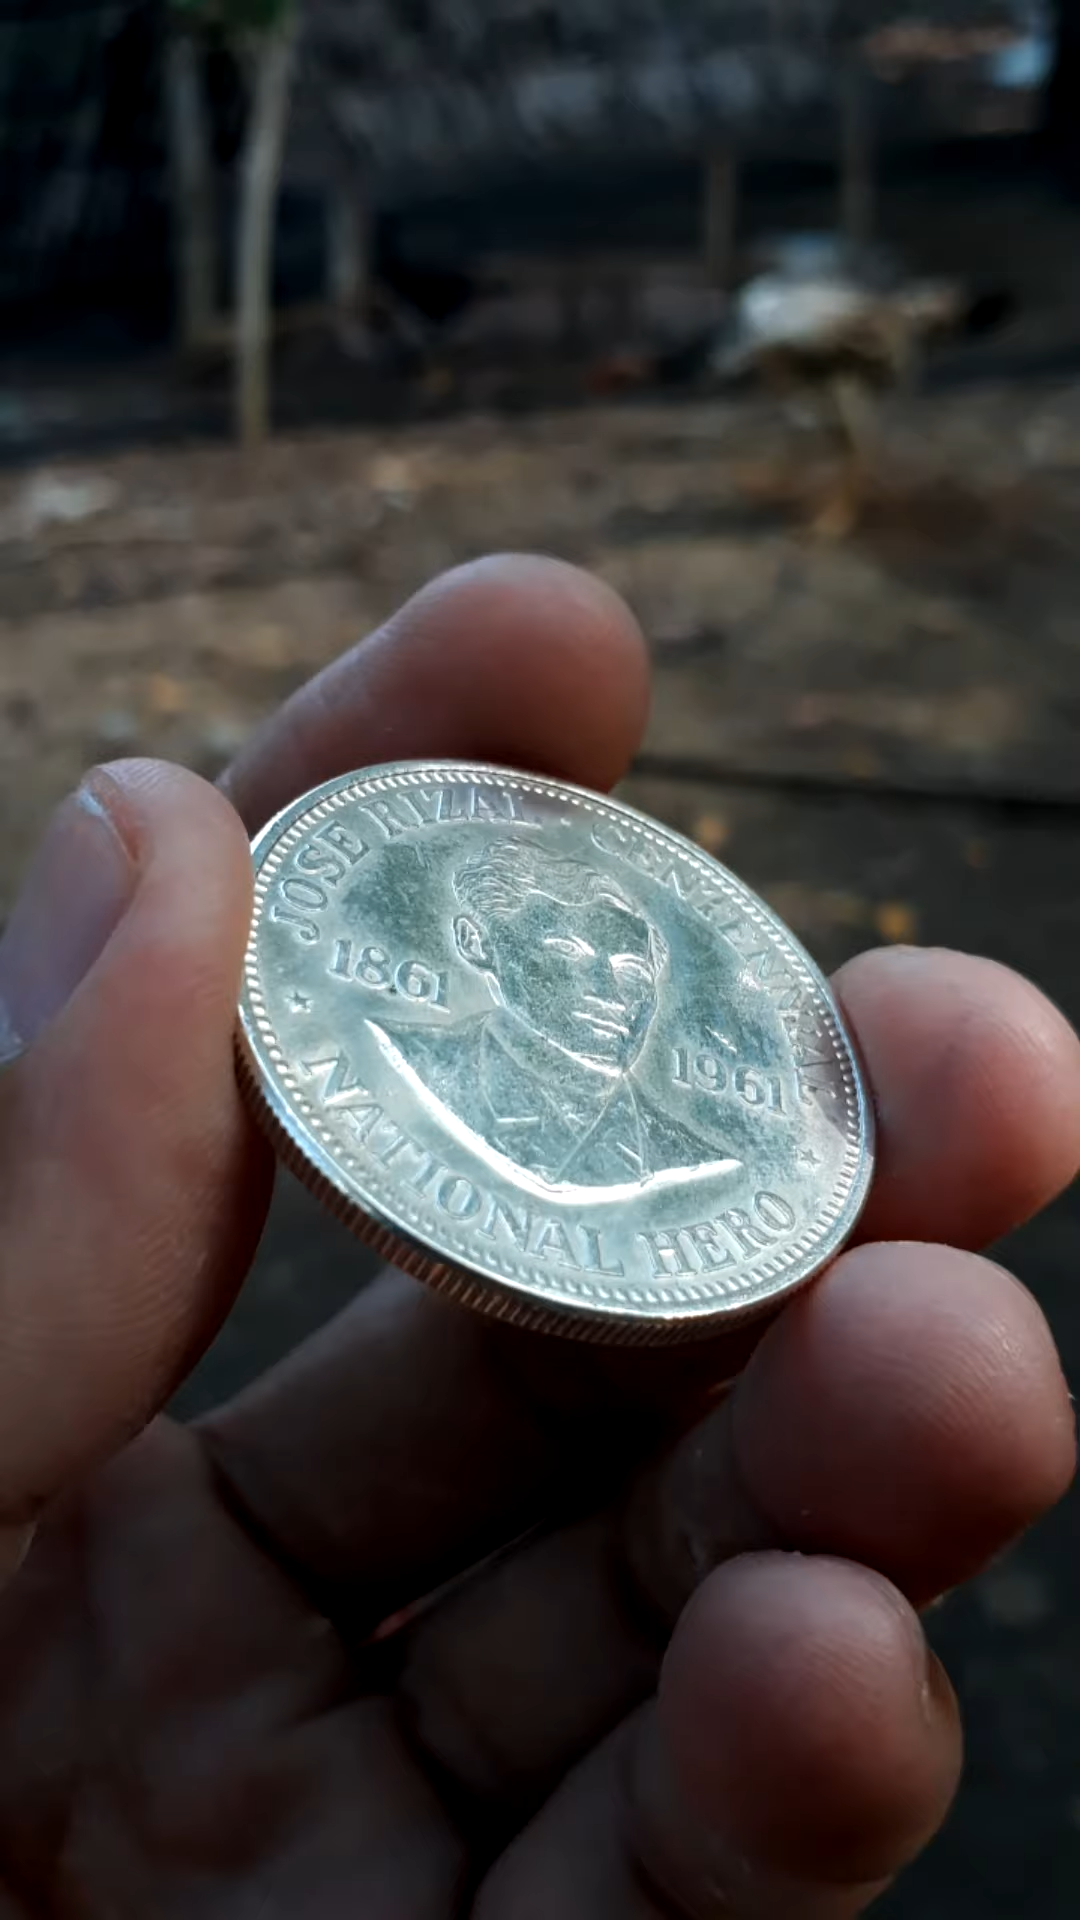 JOSE RIZAL · CENTENNIAL
1861
1961
★ NATIONAL HERO ★